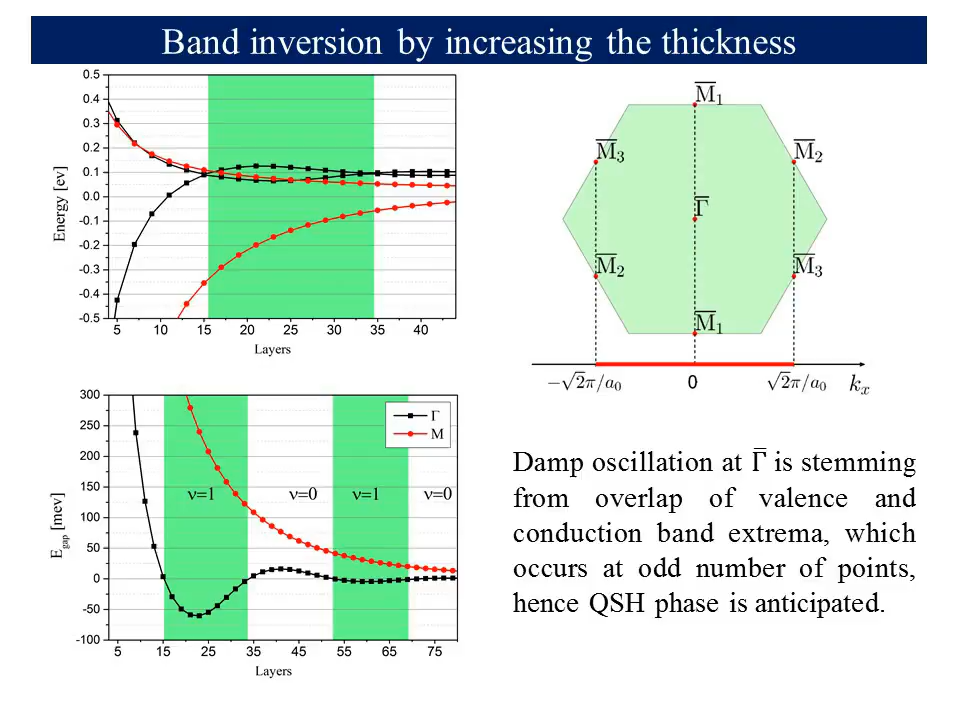 Band inversion by increasing the thickness
0.5
0.4
0.3
0.2
0.1
0.0
-0.1
-0.2
-0.3
-0.4
-0.5
Energy [ev]
5 10 15 20 25 30 35 40
Layers
M̅₁
M̅₃ M̅₂
Γ̅
M̅₂ M̅₃
M̅₁
−√2π/a₀ 0 √2π/a₀ kₓ
300
250
200
150
100
50
0
-50
-100
E gap [meV]
Γ
M
ν=1 ν=0 ν=1 ν=0
5 15 25 35 45 55 65 75
Layers
Damp oscillation at Γ̅ is stemming
from overlap of valence and
conduction band extrema, which
occurs at odd number of points,
hence QSH phase is anticipated.